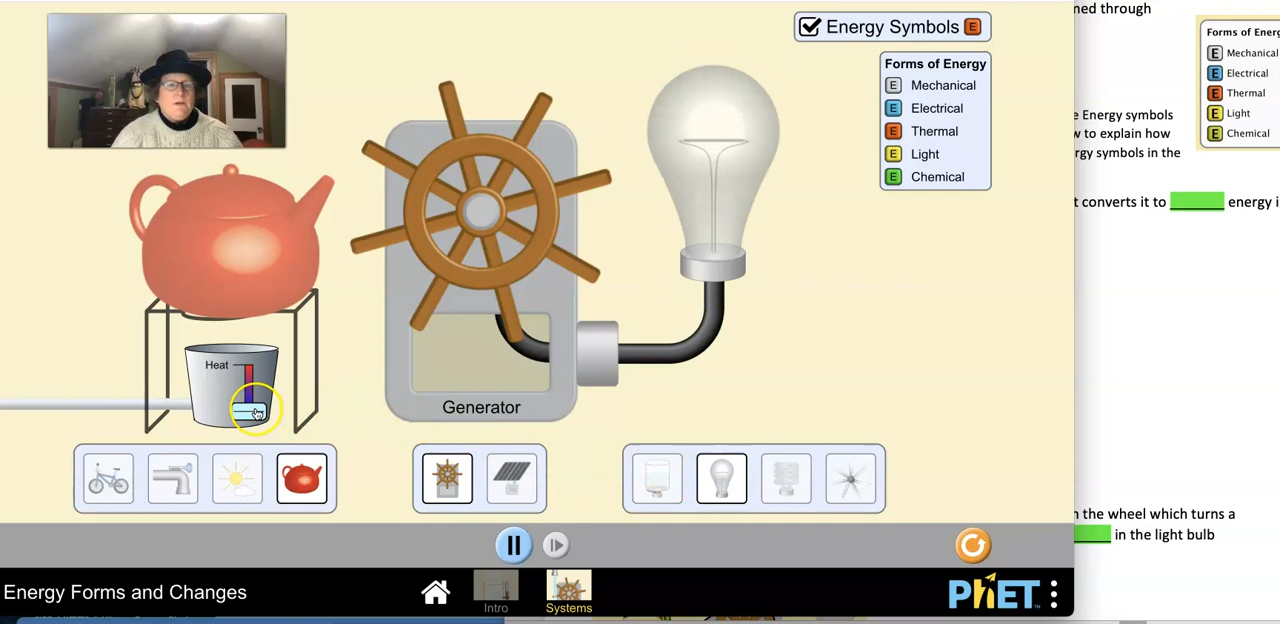 Energy Symbols E
Forms of Energy
E Mechanical
E Electrical
E Thermal
E Light
E Chemical
Heat
Generator
Energy Forms and Changes
Intro
Systems
PhET
ned through
Forms of Energ
E Mechanical
E Electrical
E Thermal
E Light
E Chemical
e Energy symbols
w to explain how
rgy symbols in the
t converts it to energy i
n the wheel which turns a
in the light bulb